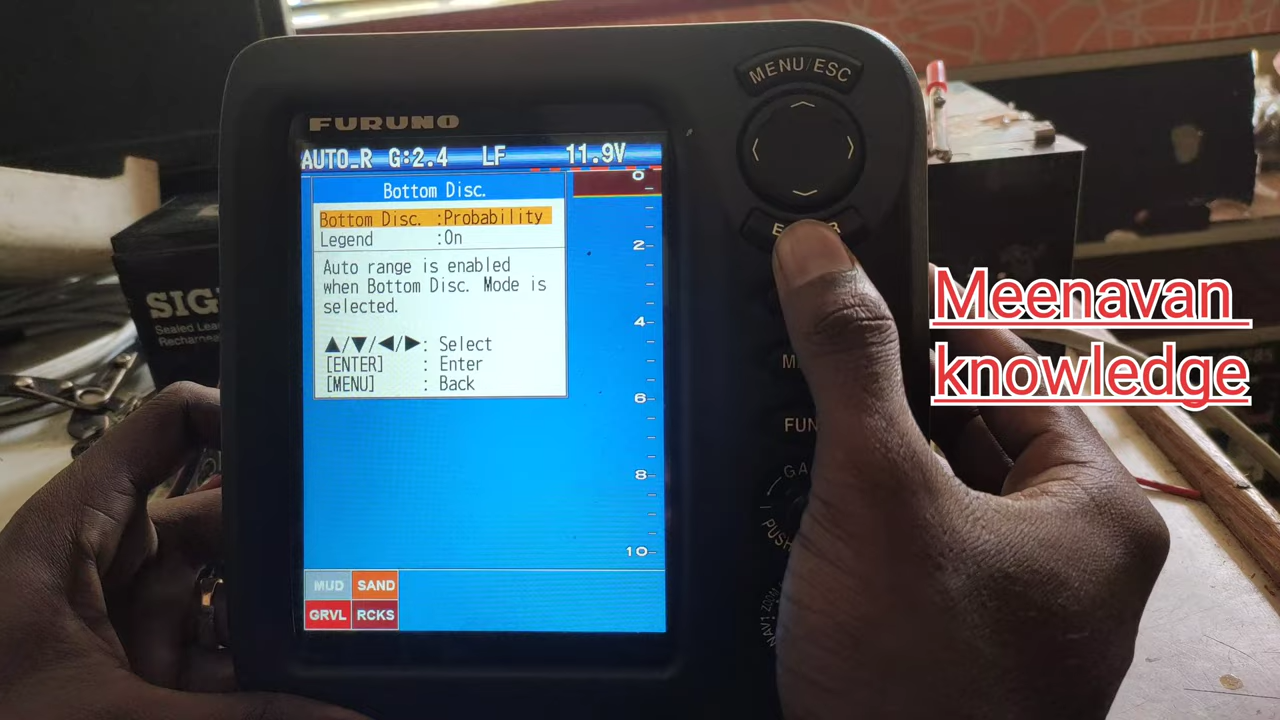 MENU/ESC
FURUNO
AUTO_R G:2.4 LF 11.9V
Bottom Disc.
Bottom Disc. :Probability
Legend :On
Auto range is enabled
when Bottom Disc. Mode is
selected.
▲/▼/◀/▶: Select
[ENTER] : Enter
[MENU] : Back
0
2
4
6
8
10
MUD SAND
GRVL RCKS
Sealed
Meenavan
knowledge